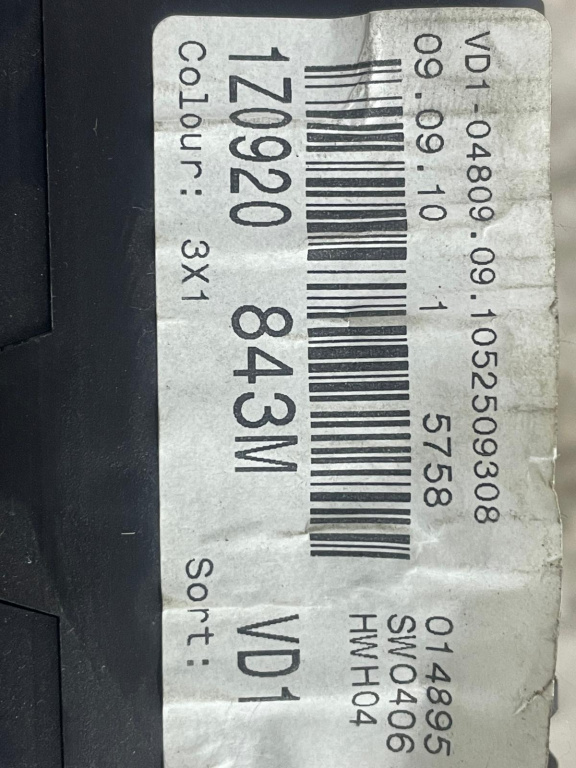 VD1-04809.09.1052509308
09.09.10 1 5758
014895
SW0406
HWH04
1Z0920 843M VD1
Colour: 3X1 Sort: